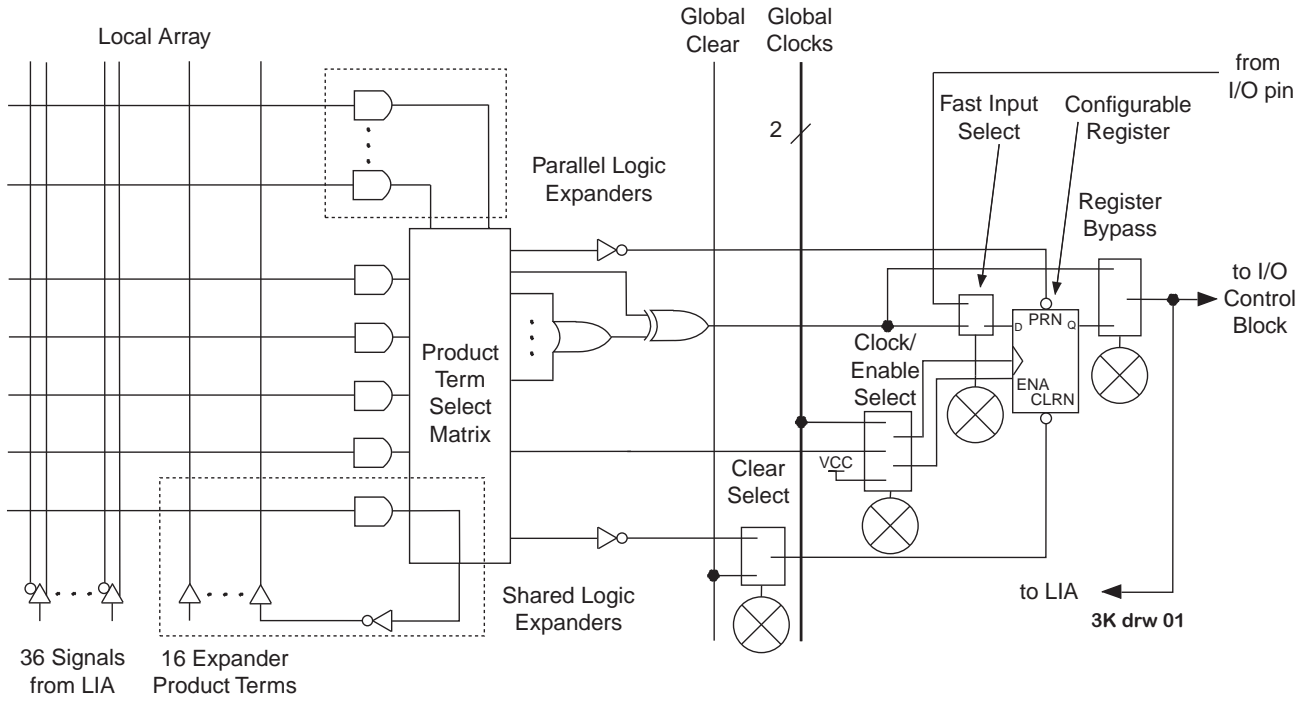 Local Array
Global
Clear
Global
Clocks
from
I/O pin
2
Fast Input
Select
Configurable
Register
Parallel Logic
Expanders
Register
Bypass
to I/O
Control
Block
PRN
D
Q
Clock/
Enable
Select
ENA
CLRN
Product
Term
Select
Matrix
VCC
Clear
Select
Shared Logic
Expanders
to LIA
3K drw 01
36 Signals
from LIA
16 Expander
Product Terms